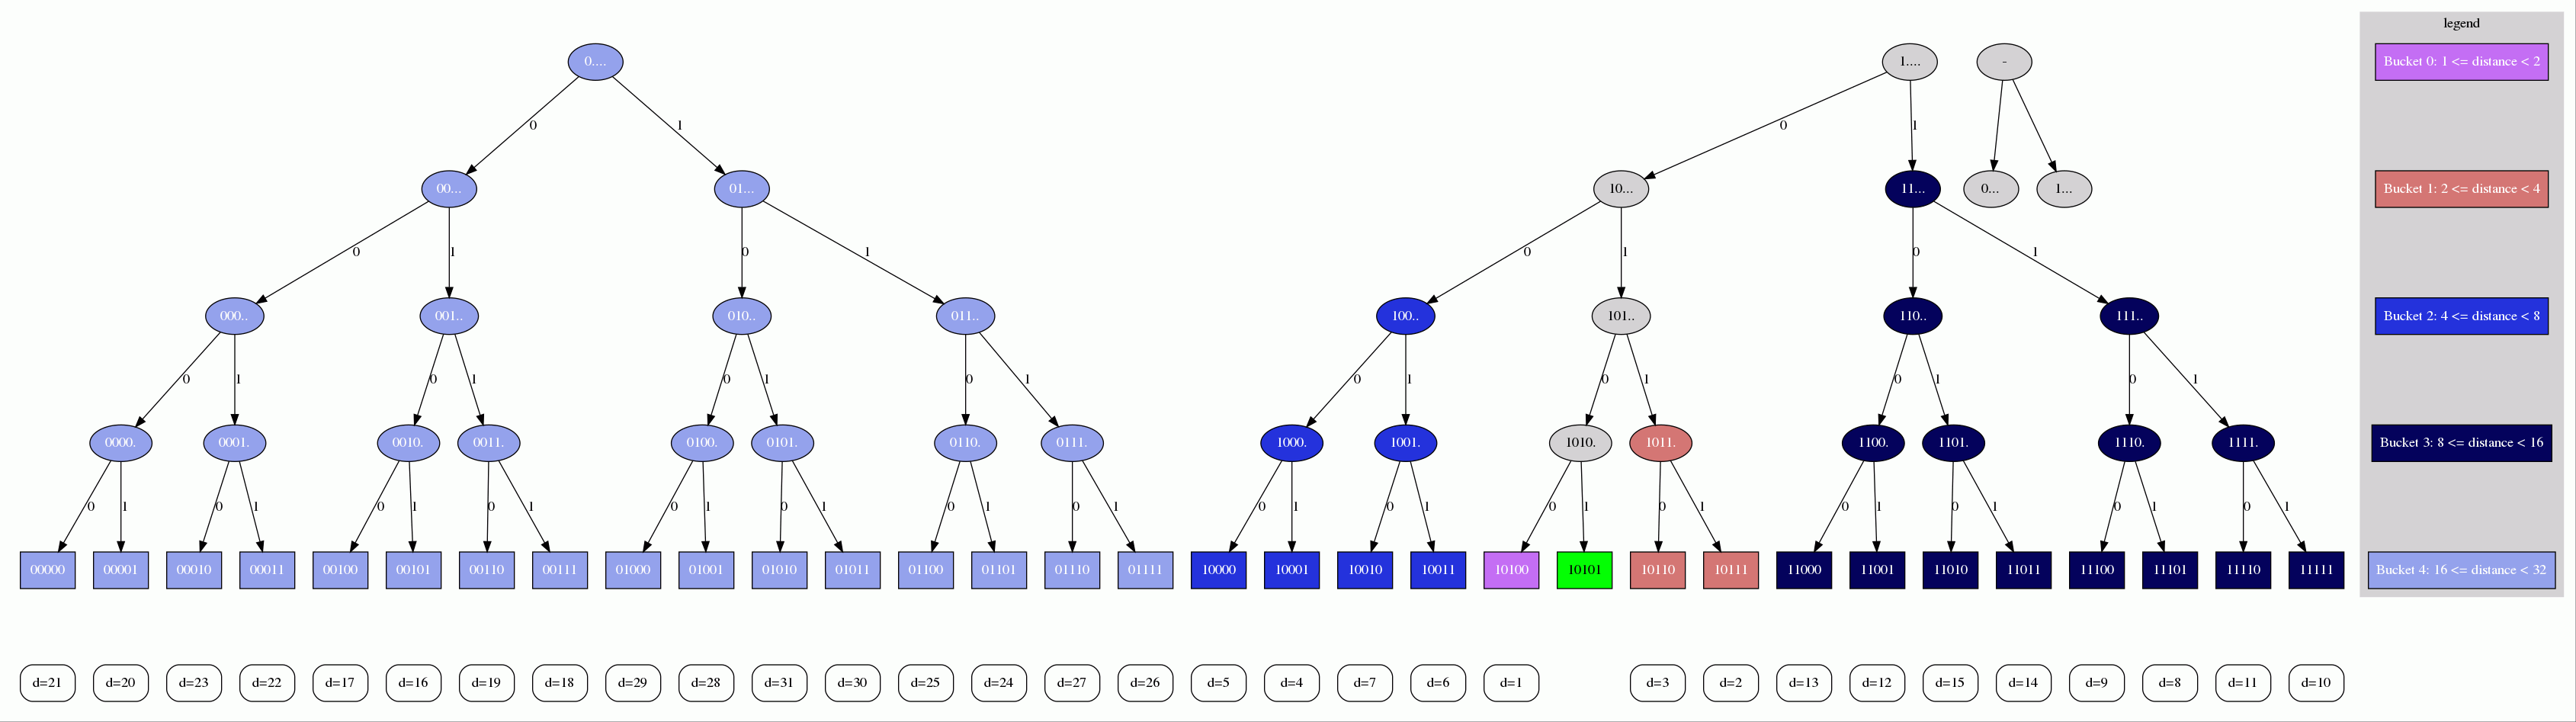 legend
0.... 1.... - Bucket 0: 1 <= distance < 2
0 1 0 1
00... 01... 10... 11... 0... 1... Bucket 1: 2 <= distance < 4
0 1 0 1 0 1 0 1
000.. 001.. 010.. 011.. 100.. 101.. 110.. 111.. Bucket 2: 4 <= distance < 8
0 1 0 1 0 1 0 1 0 1 0 1 0 1 0 1
0000. 0001. 0010. 0011. 0100. 0101. 0110. 0111. 1000. 1001. 1010. 1011. 1100. 1101. 1110. 1111. Bucket 3: 8 <= distance < 16
0 1 0 1 0 1 0 1 0 1 0 1 0 1 0 1 0 1 0 1 0 1 0 1 0 1 0 1 0 1 0 1
00000 00001 00010 00011 00100 00101 00110 00111 01000 01001 01010 01011 01100 01101 01110 01111 10000 10001 10010 10011 10100 10101 10110 10111 11000 11001 11010 11011 11100 11101 11110 11111 Bucket 4: 16 <= distance < 32
d=21 d=20 d=23 d=22 d=17 d=16 d=19 d=18 d=29 d=28 d=31 d=30 d=25 d=24 d=27 d=26 d=5 d=4 d=7 d=6 d=1 d=3 d=2 d=13 d=12 d=15 d=14 d=9 d=8 d=11 d=10